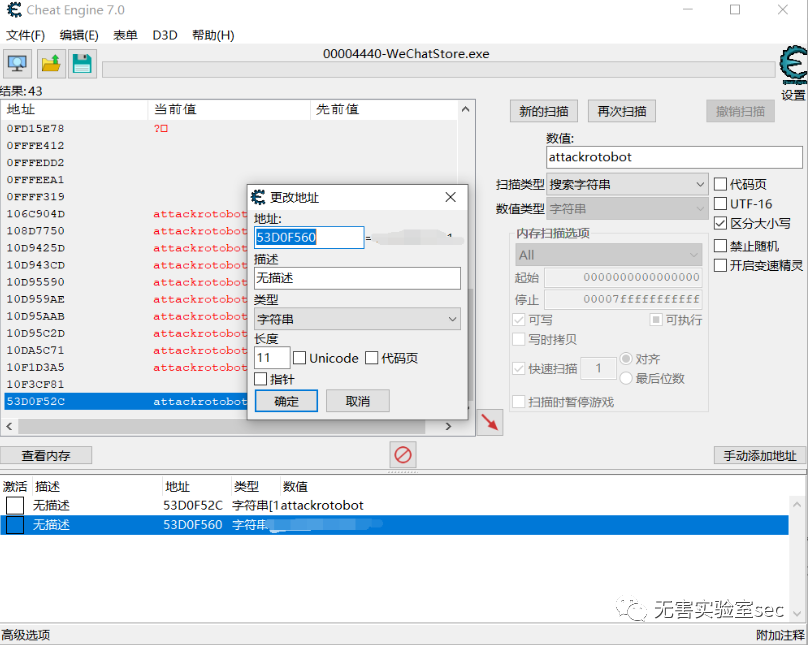 Cheat Engine 7.0
文件(F) 编辑(E) 表单 D3D 帮助(H)
00004440-WeChatStore.exe
设置
结果:43
地址 当前值 先前值
0FD15E78
0FFFE412
0FFFEDD2
0FFFEEA1
0FFFF319
106C904D attackrotobot
108D7750 attackrotobot
10D9425D attackrotobot
10D943CD attackrotobot
10D95590 attackrotobot
10D959AE attackrotobot
10D95AAB attackrotobot
10D95C2D attackrotobot
10DA5C71 attackrotobot
10F1D3A5 attackrotobot
10F3CF81
53D0F52C attackrotobot
新的扫描 再次扫描 撤销扫描
数值:
attackrotobot
扫描类型 搜索字符串
数值类型 字符串
代码页
UTF-16
区分大小写
禁止随机
开启变速精灵
内存扫描选项
All
起始 0000000000000000
停止 00007fffffffffff
可写 可执行
写时拷贝
快速扫描 1 对齐
最后位数
扫描时暂停游戏
更改地址
地址:
53D0F560 =
描述
无描述
类型
字符串
长度
11 Unicode 代码页
指针
确定 取消
查看内存 手动添加地址
激活 描述 地址 类型 数值
无描述 53D0F52C 字符串[1attackrotobot
无描述 53D0F560 字符串
无害实验室sec
高级选项 附加注释